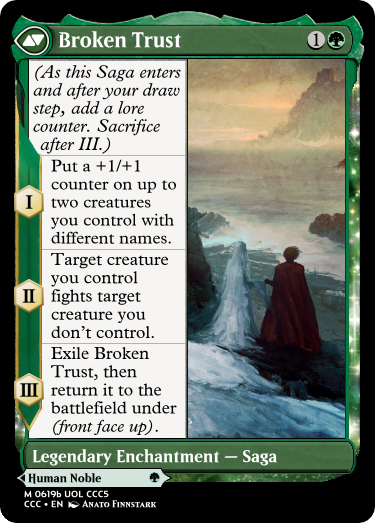 Broken Trust 1
(As this Saga enters
and after your draw
step, add a lore
counter. Sacrifice
after III.)
I
Put a +1/+1
counter on up to
two creatures
you control with
different names.
II
Target creature
you control
fights target
creature
you don't control.
III
Exile Broken
Trust, then
return it to the
battlefield under
(front face up).
Legendary Enchantment — Saga
Human Noble
M 0619b UOL CCC5
CCC • EN Anato Finnstark